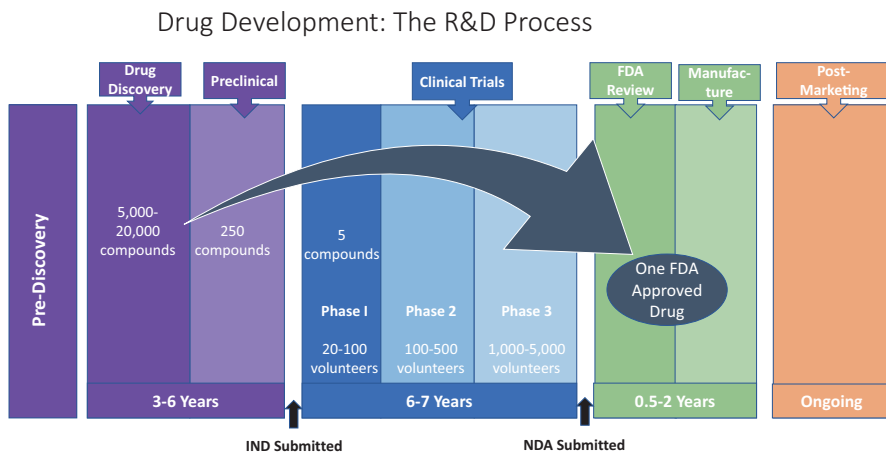 Drug Development: The R&D Process
Drug
Discovery
Preclinical
Clinical Trials
FDA
Review
Manufac-
ture
Post-
Marketing
Pre-Discovery
5,000-
20,000
compounds
250
compounds
5
compounds
One FDA
Approved
Drug
Phase I
Phase 2
Phase 3
20-100
volunteers
100-500
volunteers
1,000-5,000
volunteers
3-6 Years
6-7 Years
0.5-2 Years
Ongoing
IND Submitted
NDA Submitted